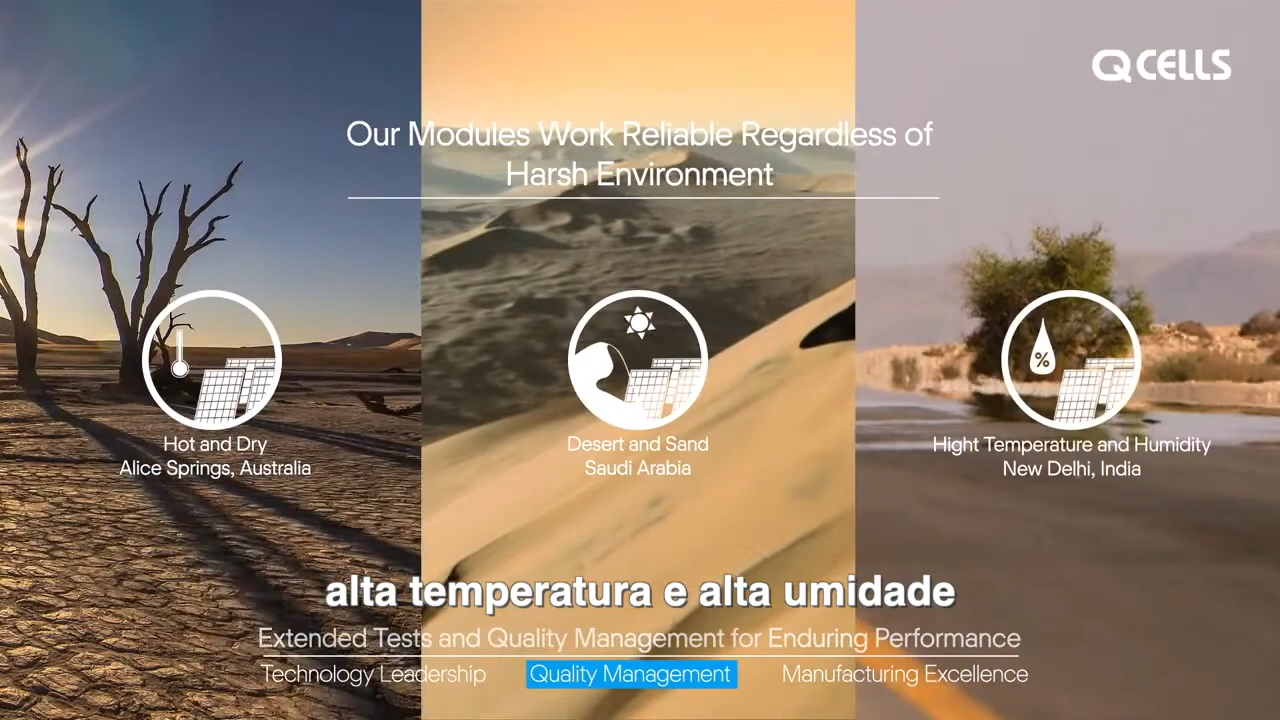 Q CELLS
Our Modules Work Reliable Regardless of
Harsh Environment
Hot and Dry
Alice Springs, Australia
Desert and Sand
Saudi Arabia
%
Hight Temperature and Humidity
New Delhi, India
alta temperatura e alta umidade
Extended Tests and Quality Management for Enduring Performance
Technology Leadership
Quality Management
Manufacturing Excellence